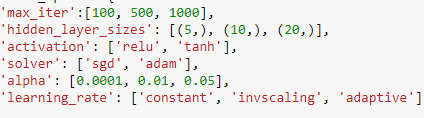 'max_iter':[100, 500, 1000],
'hidden_layer_sizes': [(5,), (10,), (20,)],
'activation': ['relu', 'tanh'],
'solver': ['sgd', 'adam'],
'alpha': [0.0001, 0.01, 0.05],
'learning_rate': ['constant', 'invscaling', 'adaptive']